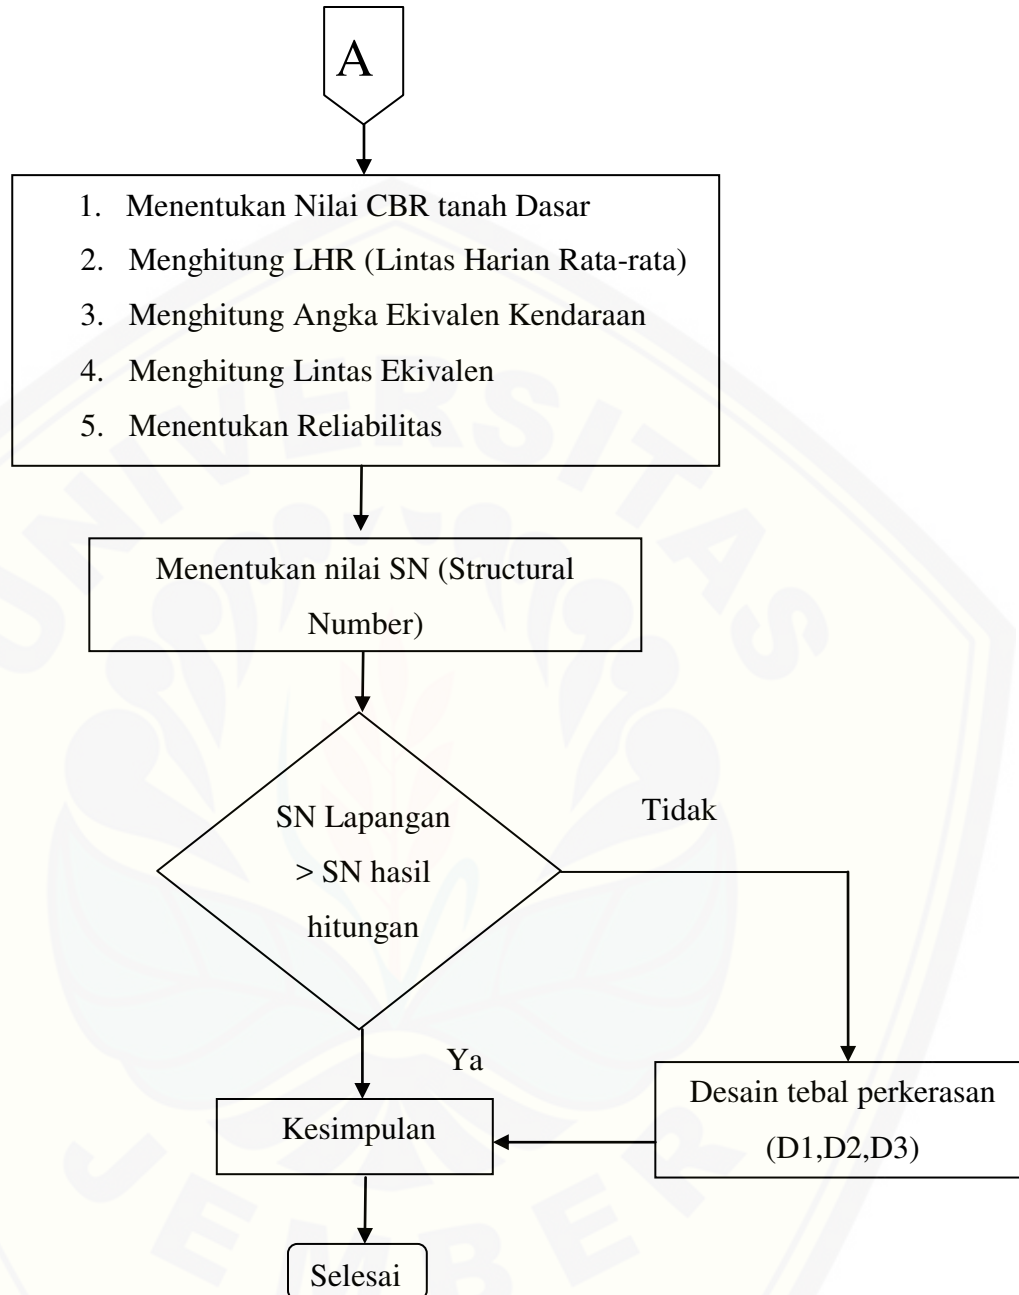 A
1. Menentukan Nilai CBR tanah Dasar
2. Menghitung LHR (Lintas Harian Rata-rata)
3. Menghitung Angka Ekivalen Kendaraan
4. Menghitung Lintas Ekivalen
5. Menentukan Reliabilitas
Menentukan nilai SN (Structural
Number)
SN Lapangan
> SN hasil
hitungan
Tidak
Ya
Desain tebal perkerasan
(D1,D2,D3)
Kesimpulan
Selesai
UNIVERSITAS
JEMBER